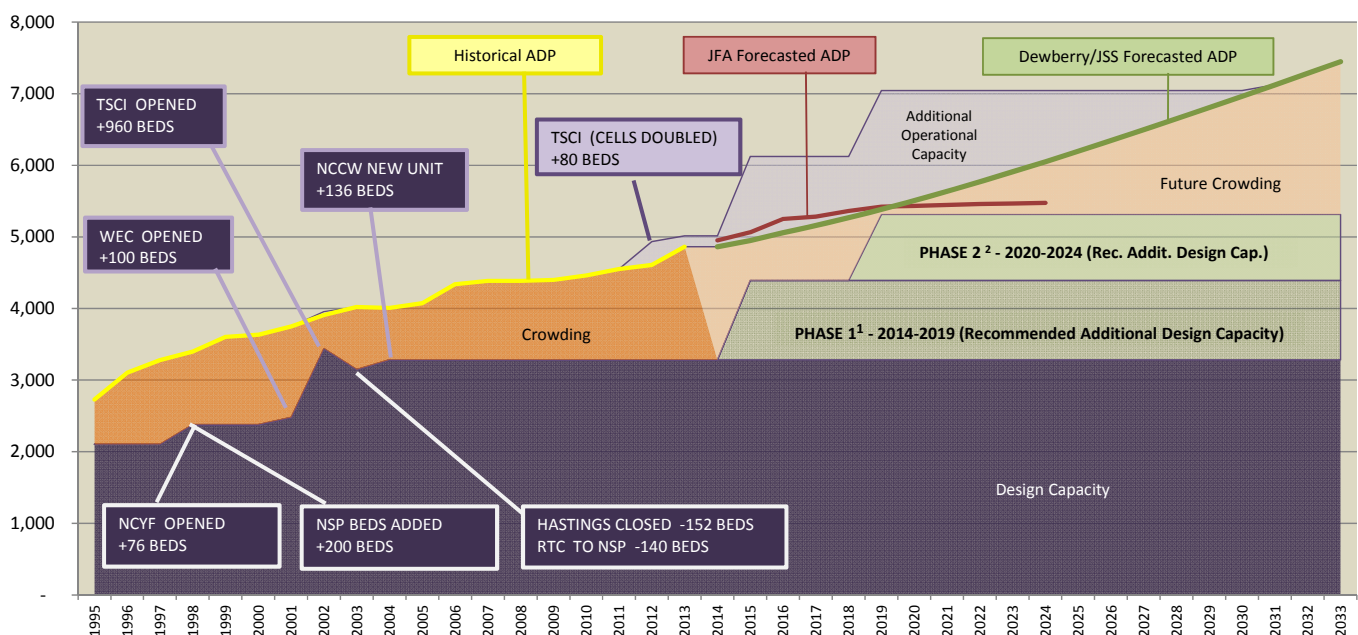 8,000
7,000
6,000
5,000
4,000
3,000
2,000
1,000
-
Historical ADP
JFA Forecasted ADP
Dewberry/JSS Forecasted ADP
TSCI OPENED
+960 BEDS
WEC OPENED
+100 BEDS
NCCW NEW UNIT
+136 BEDS
TSCI (CELLS DOUBLED)
+80 BEDS
Additional
Operational
Capacity
Future Crowding
PHASE 2 ² - 2020-2024 (Rec. Addit. Design Cap.)
PHASE 1¹ - 2014-2019 (Recommended Additional Design Capacity)
Crowding
Design Capacity
NCYF OPENED
+76 BEDS
NSP BEDS ADDED
+200 BEDS
HASTINGS CLOSED -152 BEDS
RTC TO NSP -140 BEDS
1995
1996
1997
1998
1999
2000
2001
2002
2003
2004
2005
2006
2007
2008
2009
2010
2011
2012
2013
2014
2015
2016
2017
2018
2019
2020
2021
2022
2023
2024
2025
2026
2027
2028
2029
2030
2031
2032
2033